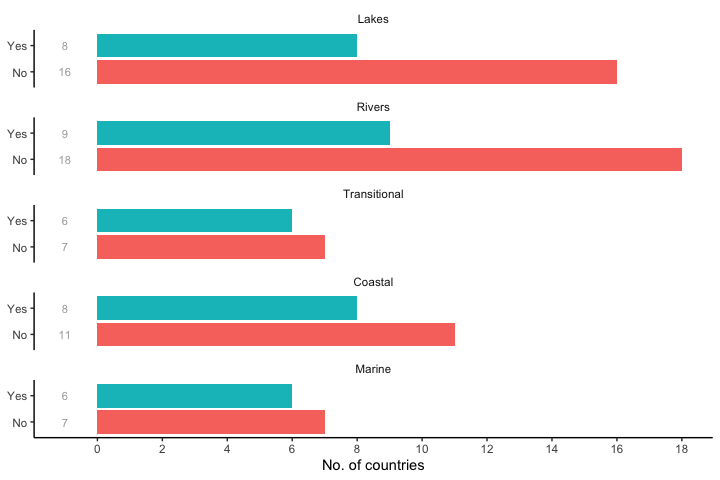 Lakes
Yes 8
No 16
Rivers
Yes 9
No 18
Transitional
Yes 6
No 7
Coastal
Yes 8
No 11
Marine
Yes 6
No 7
0 2 4 6 8 10 12 14 16 18
No. of countries